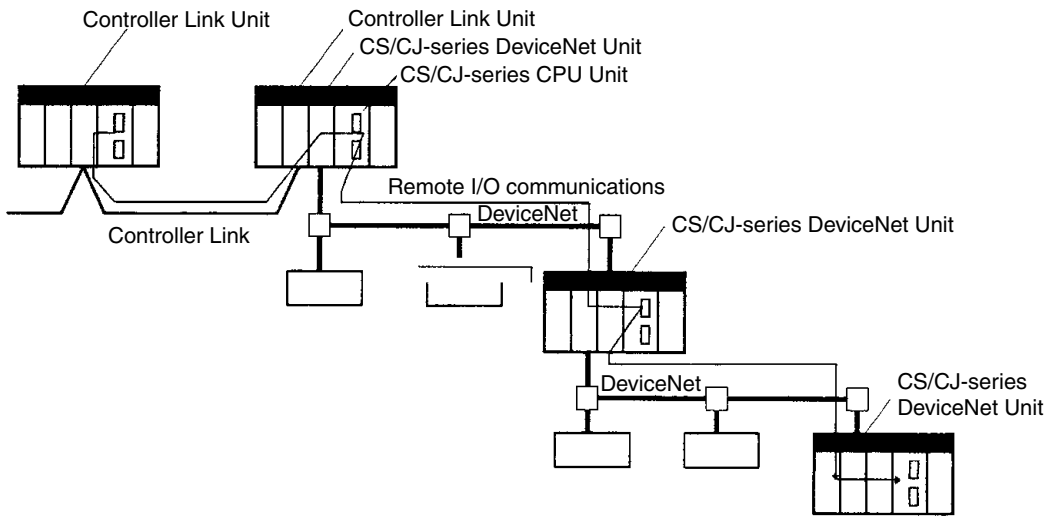 Controller Link Unit
Controller Link Unit
CS/CJ-series DeviceNet Unit
CS/CJ-series CPU Unit
Remote I/O communications
DeviceNet
Controller Link
CS/CJ-series DeviceNet Unit
DeviceNet
CS/CJ-series
DeviceNet Unit